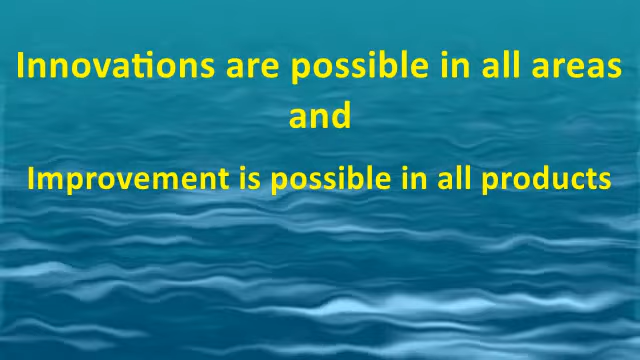 Innovations are possible in all areas
and
Improvement is possible in all products